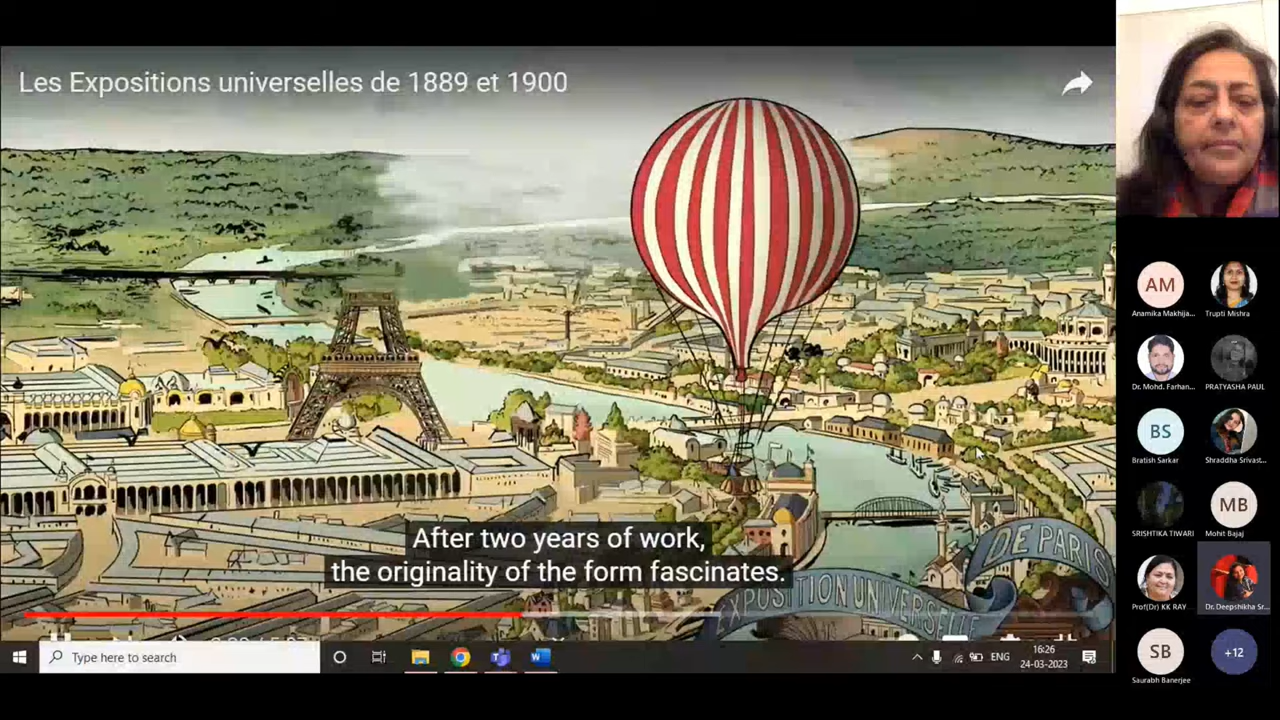 Les Expositions universelles de 1889 et 1900
After two years of work,
the originality of the form fascinates.
DE PARIS
EXPOSITION UNIVERSELLE
Type here to search
ENG
16:26
24-03-2023
AM
Anamika Makhija...
Trupti Mishra
Dr. Mohd. Farhan...
PRATYASHA PAUL
BS
Bratish Sarkar
Shraddha Srivast...
SRISHTIKA TIWARI
MB
Mohit Bajaj
Prof(Dr) KK RAY
Dr. Deepshikha Sr...
SB
Saurabh Banerjee
+12